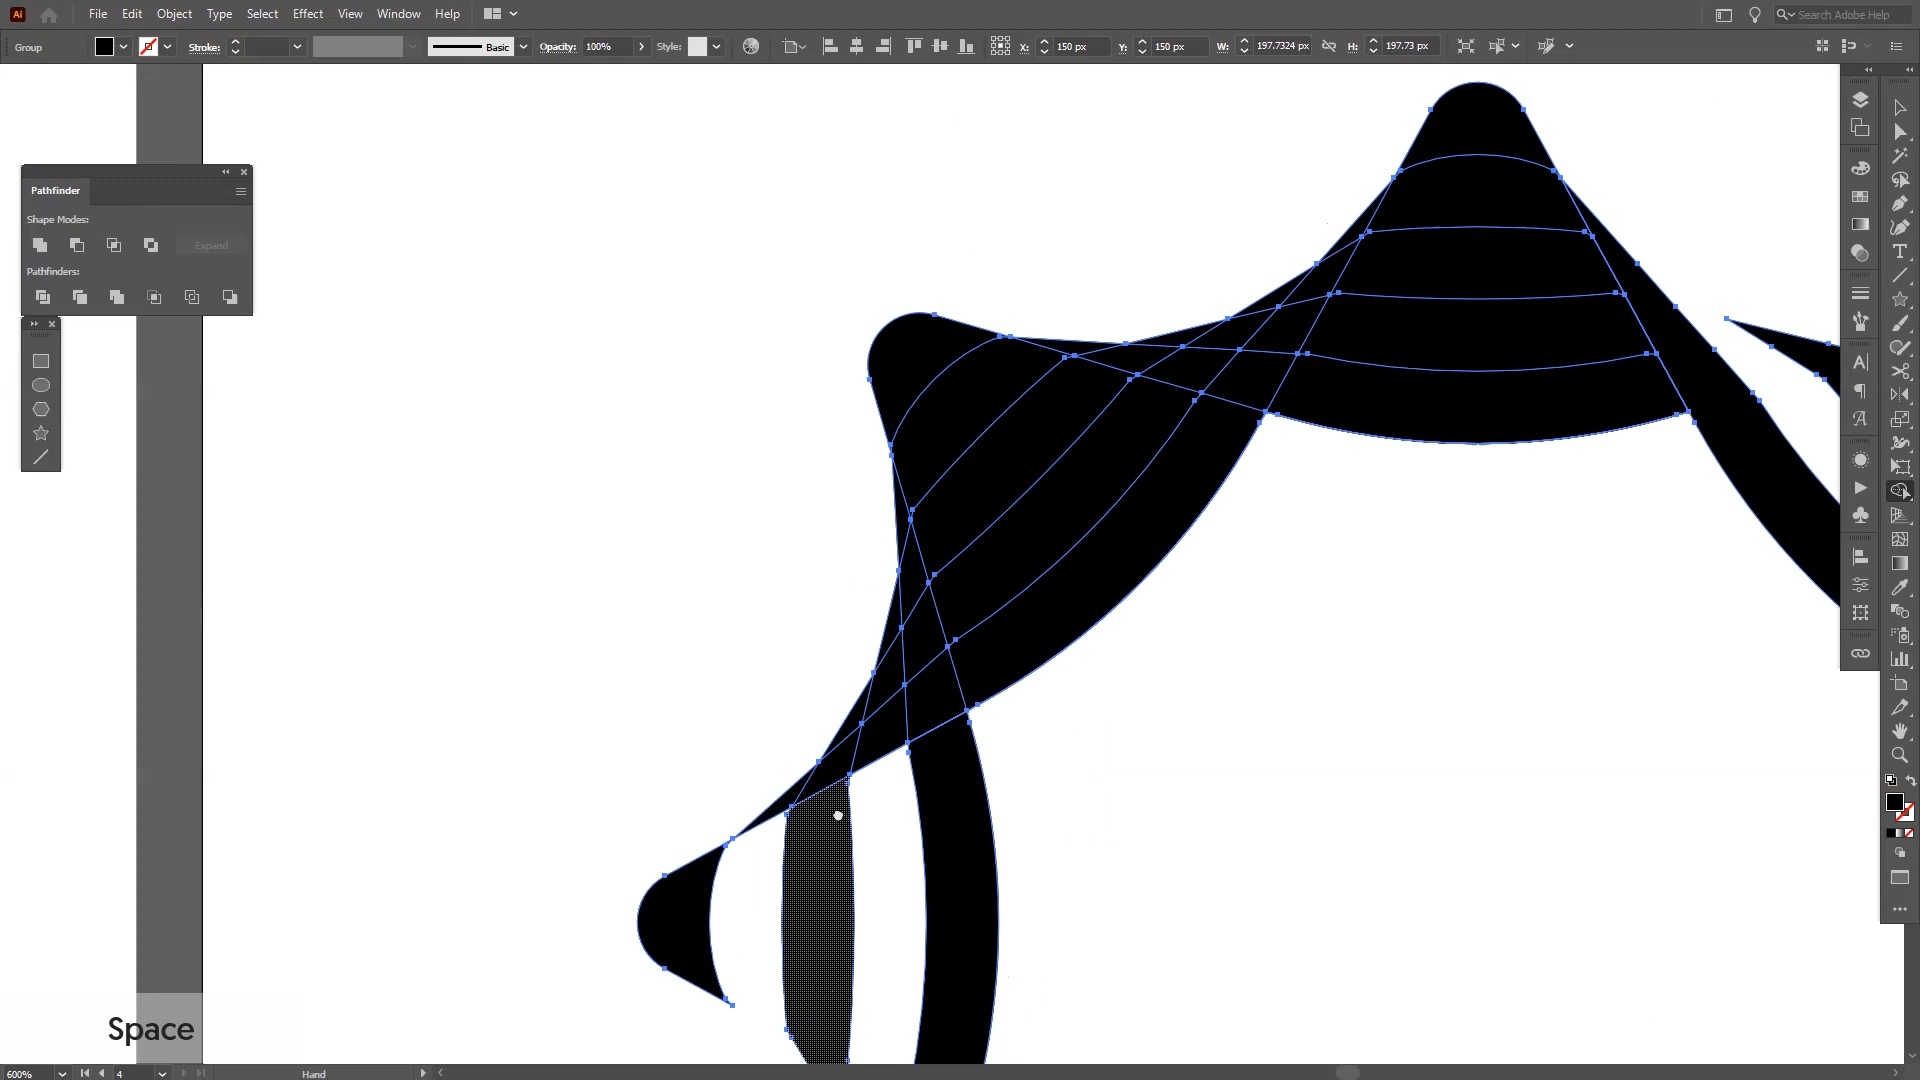 Ai File Edit Object Type Select Effect View Window Help Search Adobe Help
Group Stroke: Basic Opacity: 100% Style: X: 150 px Y: 150 px W: 197.7324 px H: 197.73 px
Pathfinder
Shape Modes:
Expand
Pathfinders:
Space
600% 4 Hand